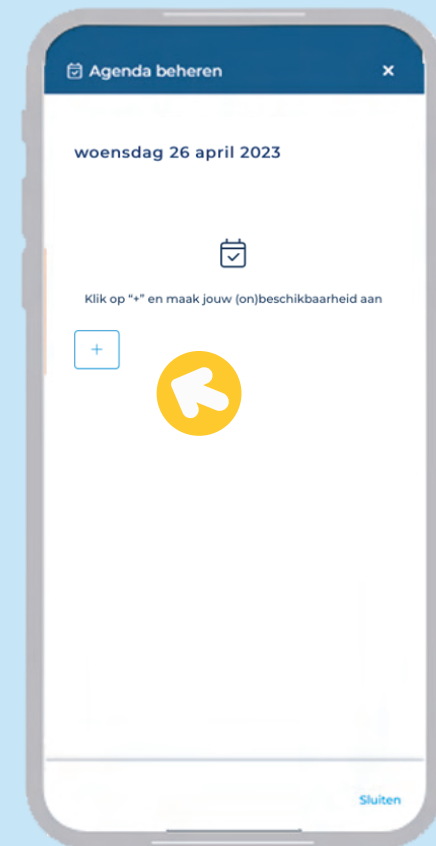 Agenda beheren ×
woensdag 26 april 2023
Klik op “+” en maak jouw (on)beschikbaarheid aan
+
Sluiten